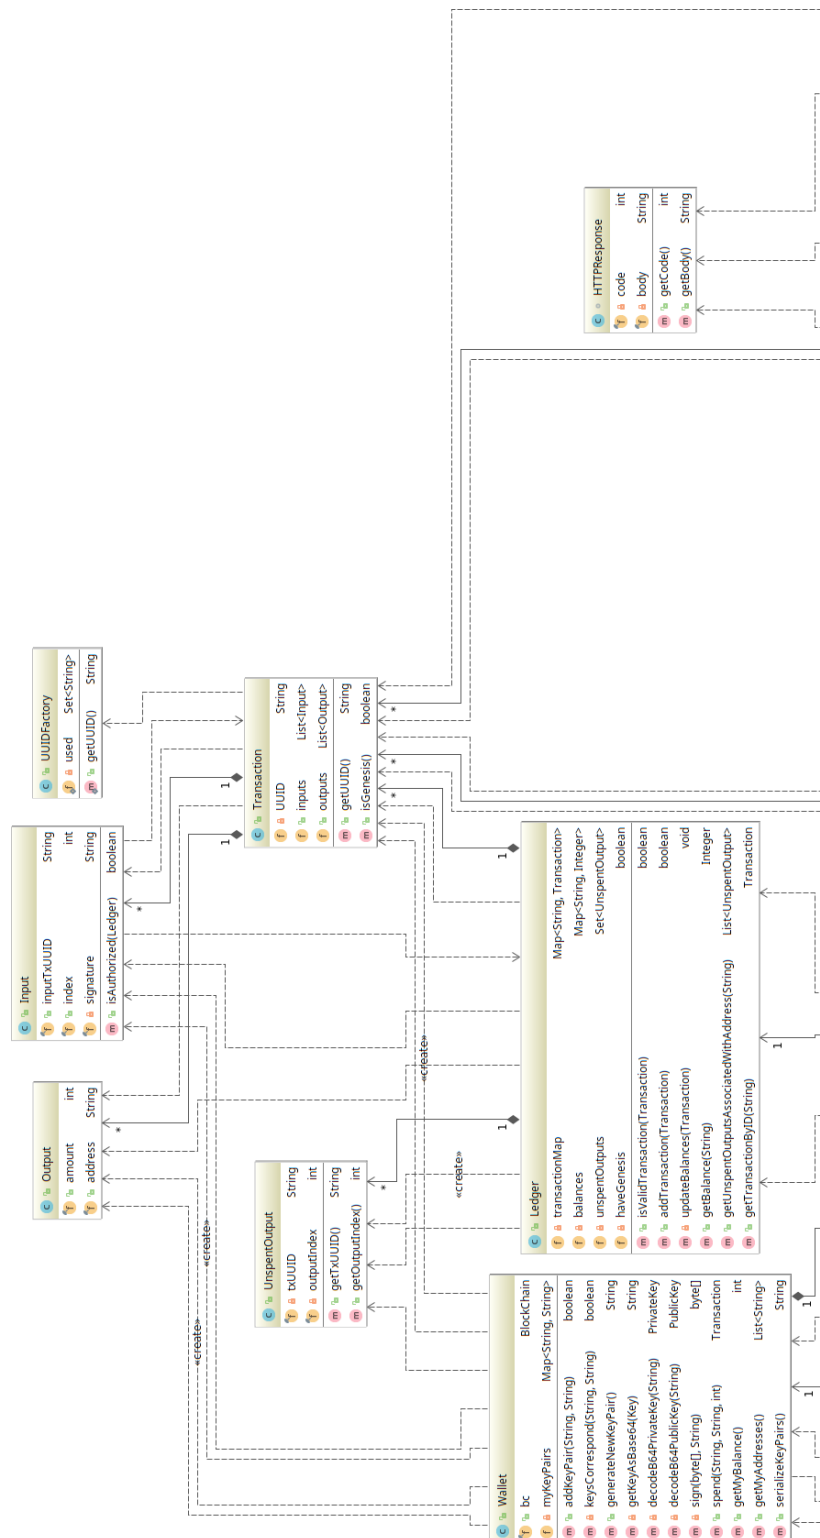 HTTPResponse
code int
body String
getCode() int
getBody() String
UUIDFactory
used Set<String>
getUUID() String
Transaction
UUID String
inputs List<Input>
outputs List<Output>
getUUID() String
isGenesis() boolean
Input
inputTxUUID String
index int
signature String
isAuthorized(Ledger) boolean
Output
amount int
address String
UnspentOutput
txUUID String
outputIndex int
getTxUUID() String
getOutputIndex() int
Ledger
transactionMap Map<String, Transaction>
balances Map<String, Integer>
unspentOutputs Set<UnspentOutput>
haveGenesis boolean
isValidTransaction(Transaction) boolean
addTransaction(Transaction) boolean
updateBalances(Transaction) void
getBalance(String) Integer
getUnspentOutputsAssociatedWithAddress(String) List<UnspentOutput>
getTransactionByID(String) Transaction
Wallet
bc BlockChain
myKeyPairs Map<String, String>
addKeyPair(String, String) boolean
keysCorrespond(String, String) boolean
generateNewKeyPair() String
getKeyAsBase64(Key) String
decodeB64PrivateKey(String) PrivateKey
decodeB64PublicKey(String) PublicKey
sign(byte[], String) byte[]
spend(String, String, int) Transaction
getMyBalance() int
getMyAddresses() List<String>
serializeKeyPairs() String
«create»
«create»
«create»
«create»
1
1
1
1
1
1
1
*
*
*
*
*
*